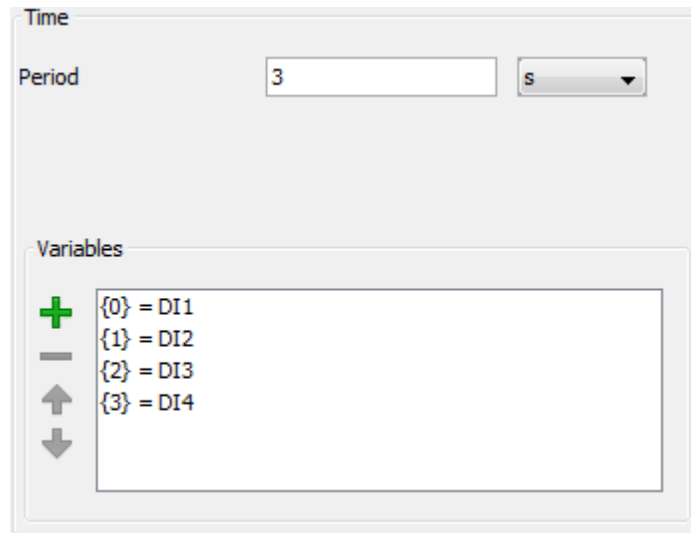 Time
Period 3 s
Variables
{0} = DI1
{1} = DI2
{2} = DI3
{3} = DI4